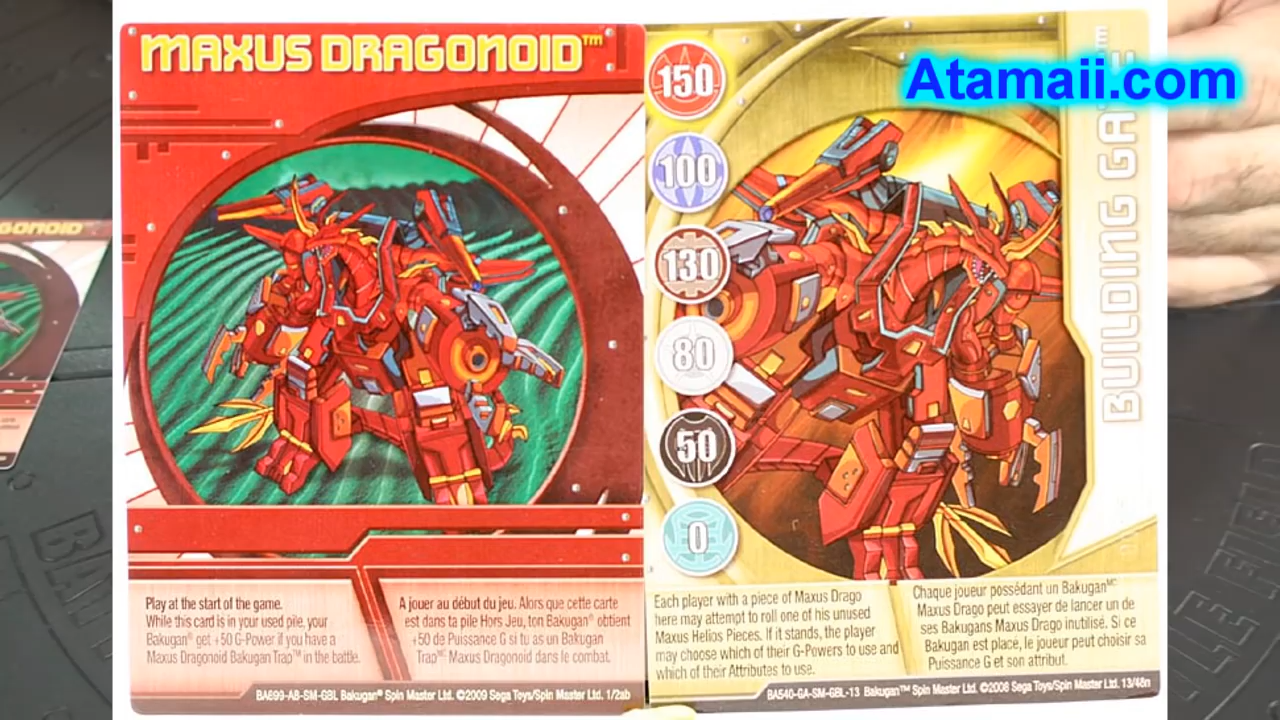 MAXUS DRAGONOID™
Play at the start of the game.
While this card is in your used pile, your
Bakugan® get +50 G-Power if you have a
Maxus Dragonoid Bakugan Trap™ in the battle.
A jouer au début du jeu. Alors que cette carte
est dans ta pile Hors Jeu, ton Bakugan® obtient
+50 de Puissance G si tu as un Bakugan
Trap MC Maxus Dragonoid dans le combat.
BA699-AB-SM-GBL Bakugan® Spin Master Ltd. ©2009 Sega Toys/Spin Master Ltd. 1/2ab
Atamaii.com
150
100
130
80
50
0
BUILDING
Each player with a piece of Maxus Drago
here may attempt to roll one of his unused
Maxus Helios Pieces. If it stands, the player
may choose which of their G-Powers to use and
which of their Attributes to use.
Chaque joueur possédant un Bakugan MC
Maxus Drago peut essayer de lancer un de
ses Bakugans Maxus Drago inutilisé. Si ce
Bakugan est placé, le joueur peut choisir sa
Puissance G et son attribut.
BA540-GA-SM-GBL-13 Bakugan™ Spin Master Ltd. ©2008 Sega Toys/Spin Master Ltd. 13/48n